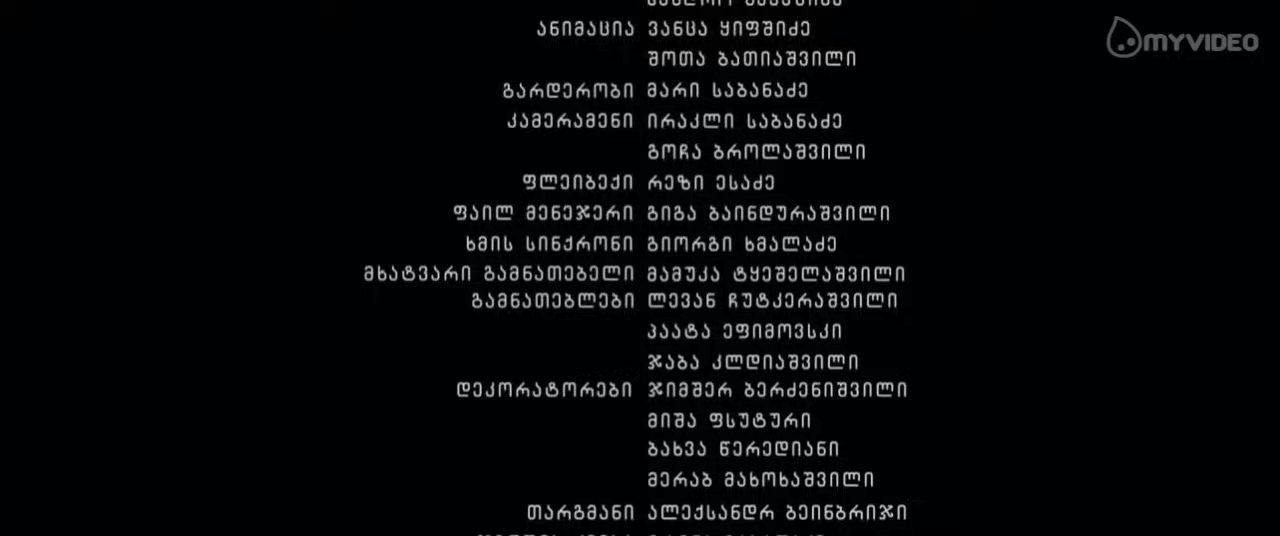 MYVIDEO
ანიმაცია ვანცა ყიფშიძე
შოთა ბათიაშვილი
გარდერობი მარი საბანაძე
კამერამენი ირაკლი საბანაძე
გოჩა ბროლაშვილი
ფლეიბექი რეზი ესაძე
ფაილ მენეჯერი გიგა ბაინდურაშვილი
ხმის სინქრონი გიორგი ხმალაძე
მხატვარი გამნათებელი მამუკა ტყეშელაშვილი
გამნათებლები ლევან ჩუტკერაშვილი
პაატა ეფიმოვსკი
ჯაბა კლდიაშვილი
დეკორატორები ჯიმშერ ბერძენიშვილი
მიშა ფსუტური
ბახვა წერედიანი
მერაბ მახოხაშვილი
თარგმანი ალექსანდრ ბეინბრიჯი